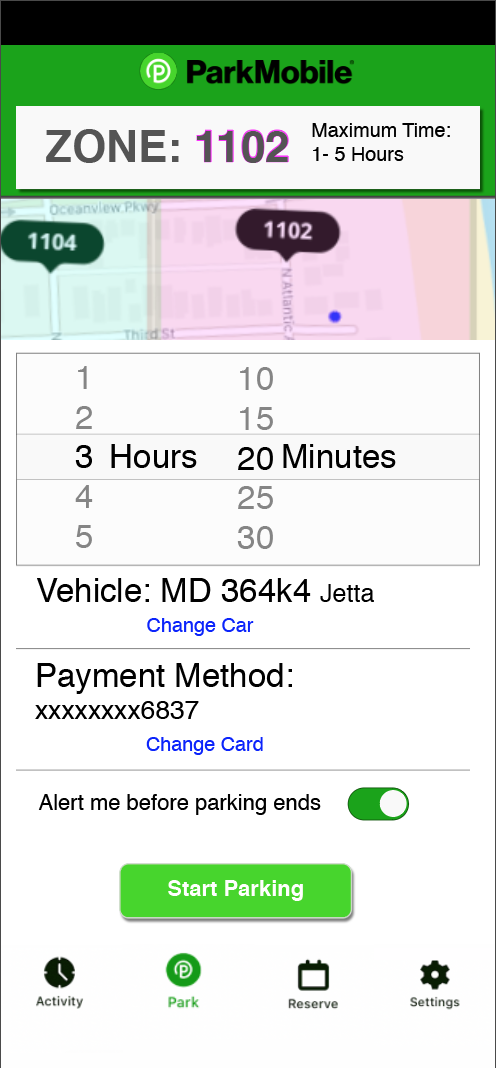 ParkMobile
ZONE: 1102
Maximum Time:
1- 5 Hours
Oceanview Pkwy
1104
1102
N Atlantic
Third St
N
1 10
2 15
3 Hours 20 Minutes
4 25
5 30
Vehicle: MD 364k4 Jetta
Change Car
Payment Method:
xxxxxxxx6837
Change Card
Alert me before parking ends
Start Parking
Activity
Park
Reserve
Settings